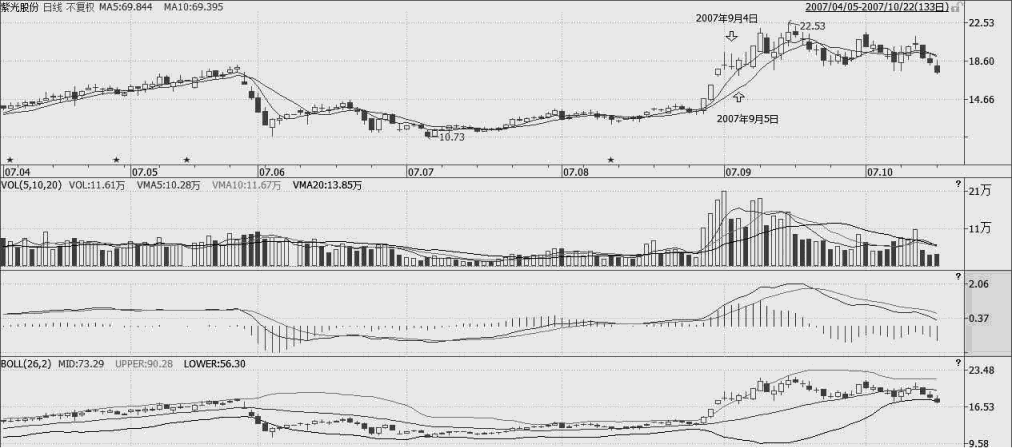 紫光股份 日线 不复权 MA5:69.844 MA10:69.395 2007/04/05-2007/10/22(133日)
2007年9月4日
22.53
22.53
18.60
14.66
2007年9月5日
10.73
07.04 07.05 07.06 07.07 07.08 07.09 07.10
VOL(5,10,20) VOL:11.61万 VMA5:10.28万 VMA10:11.67万 VMA20:13.85万 ?
21万
11万
?
2.06
0.37
BOLL(26,2) MID:73.29 UPPER:90.28 LOWER:56.30 ?
23.48
16.53
9.58